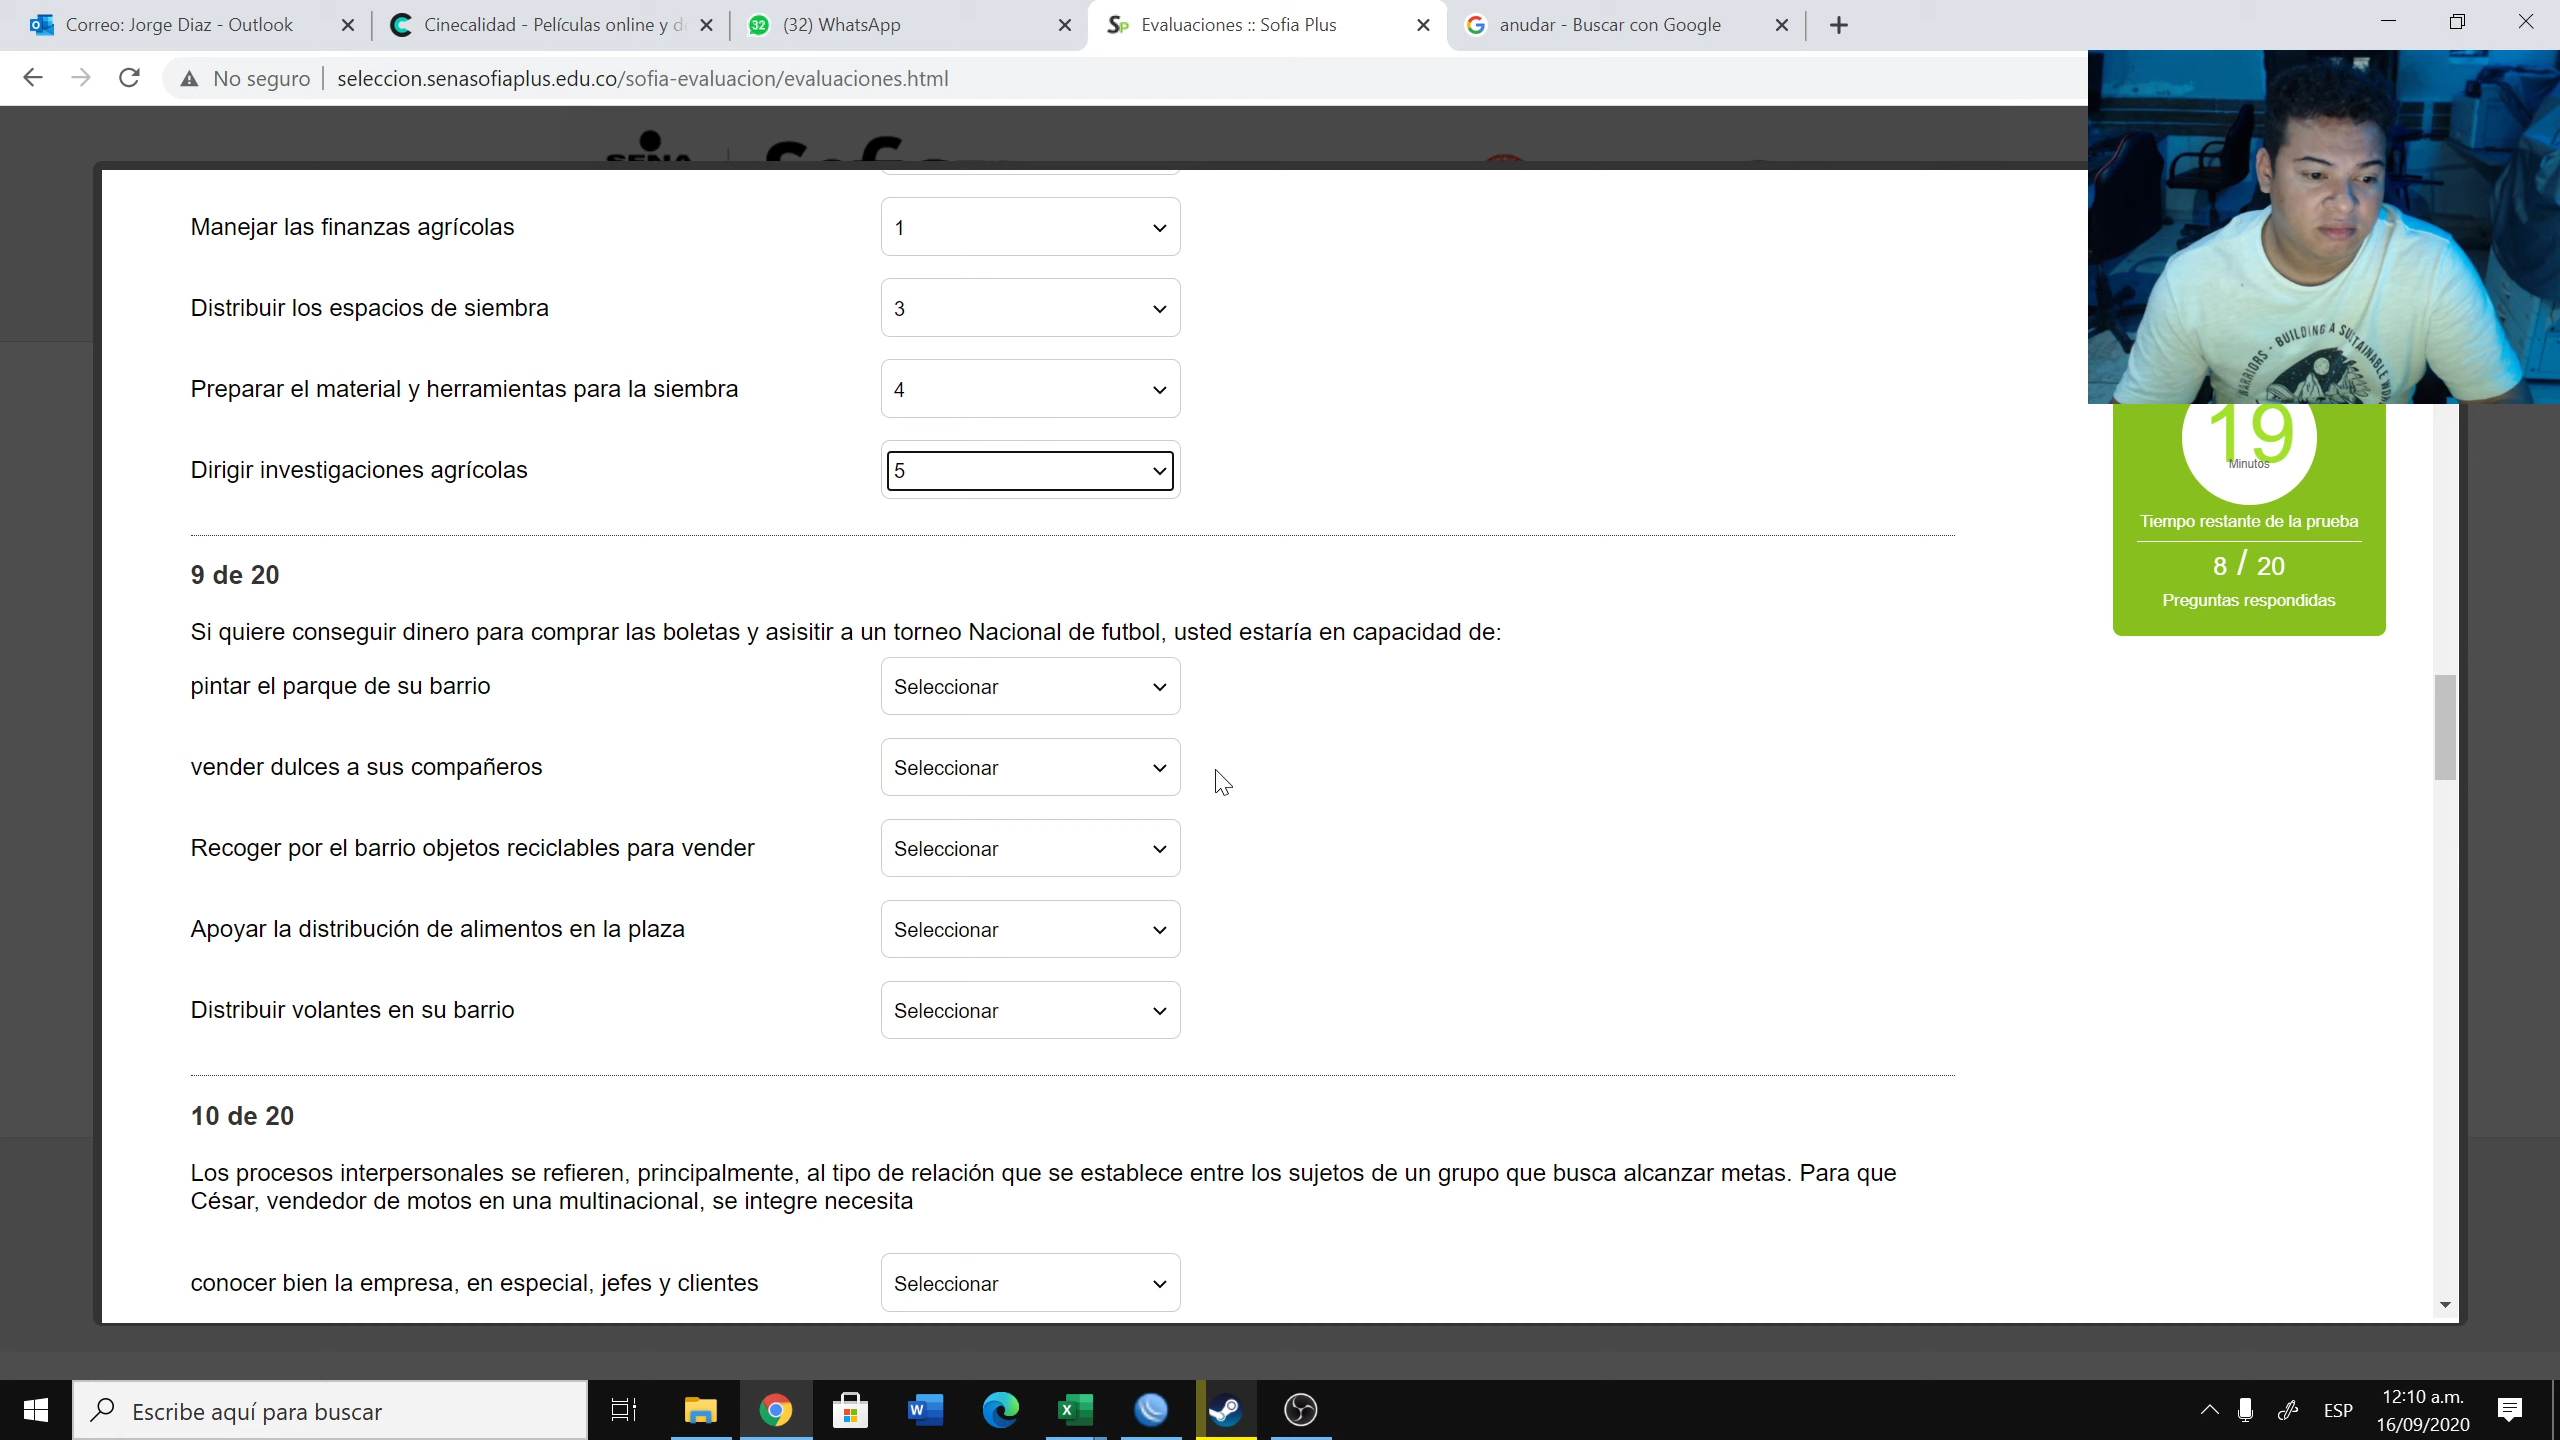 Correo: Jorge Diaz - Outlook
Cinecalidad - Películas online y de
32
(32) WhatsApp
Sp
Evaluaciones :: Sofia Plus
anudar - Buscar con Google
No seguro
seleccion.senasofiaplus.edu.co/sofia-evaluacion/evaluaciones.html
SENA
Manejar las finanzas agrícolas
1
Distribuir los espacios de siembra
3
Preparar el material y herramientas para la siembra
4
Dirigir investigaciones agrícolas
5
BUILDING A SUSTAINABLE
WARRIORS
19
Minutos
Tiempo restante de la prueba
8 / 20
Preguntas respondidas
9 de 20
Si quiere conseguir dinero para comprar las boletas y asisitir a un torneo Nacional de futbol, usted estaría en capacidad de:
pintar el parque de su barrio
Seleccionar
vender dulces a sus compañeros
Seleccionar
Recoger por el barrio objetos reciclables para vender
Seleccionar
Apoyar la distribución de alimentos en la plaza
Seleccionar
Distribuir volantes en su barrio
Seleccionar
10 de 20
Los procesos interpersonales se refieren, principalmente, al tipo de relación que se establece entre los sujetos de un grupo que busca alcanzar metas. Para que
César, vendedor de motos en una multinacional, se integre necesita
conocer bien la empresa, en especial, jefes y clientes
Seleccionar
Escribe aquí para buscar
ESP
12:10 a.m.
16/09/2020